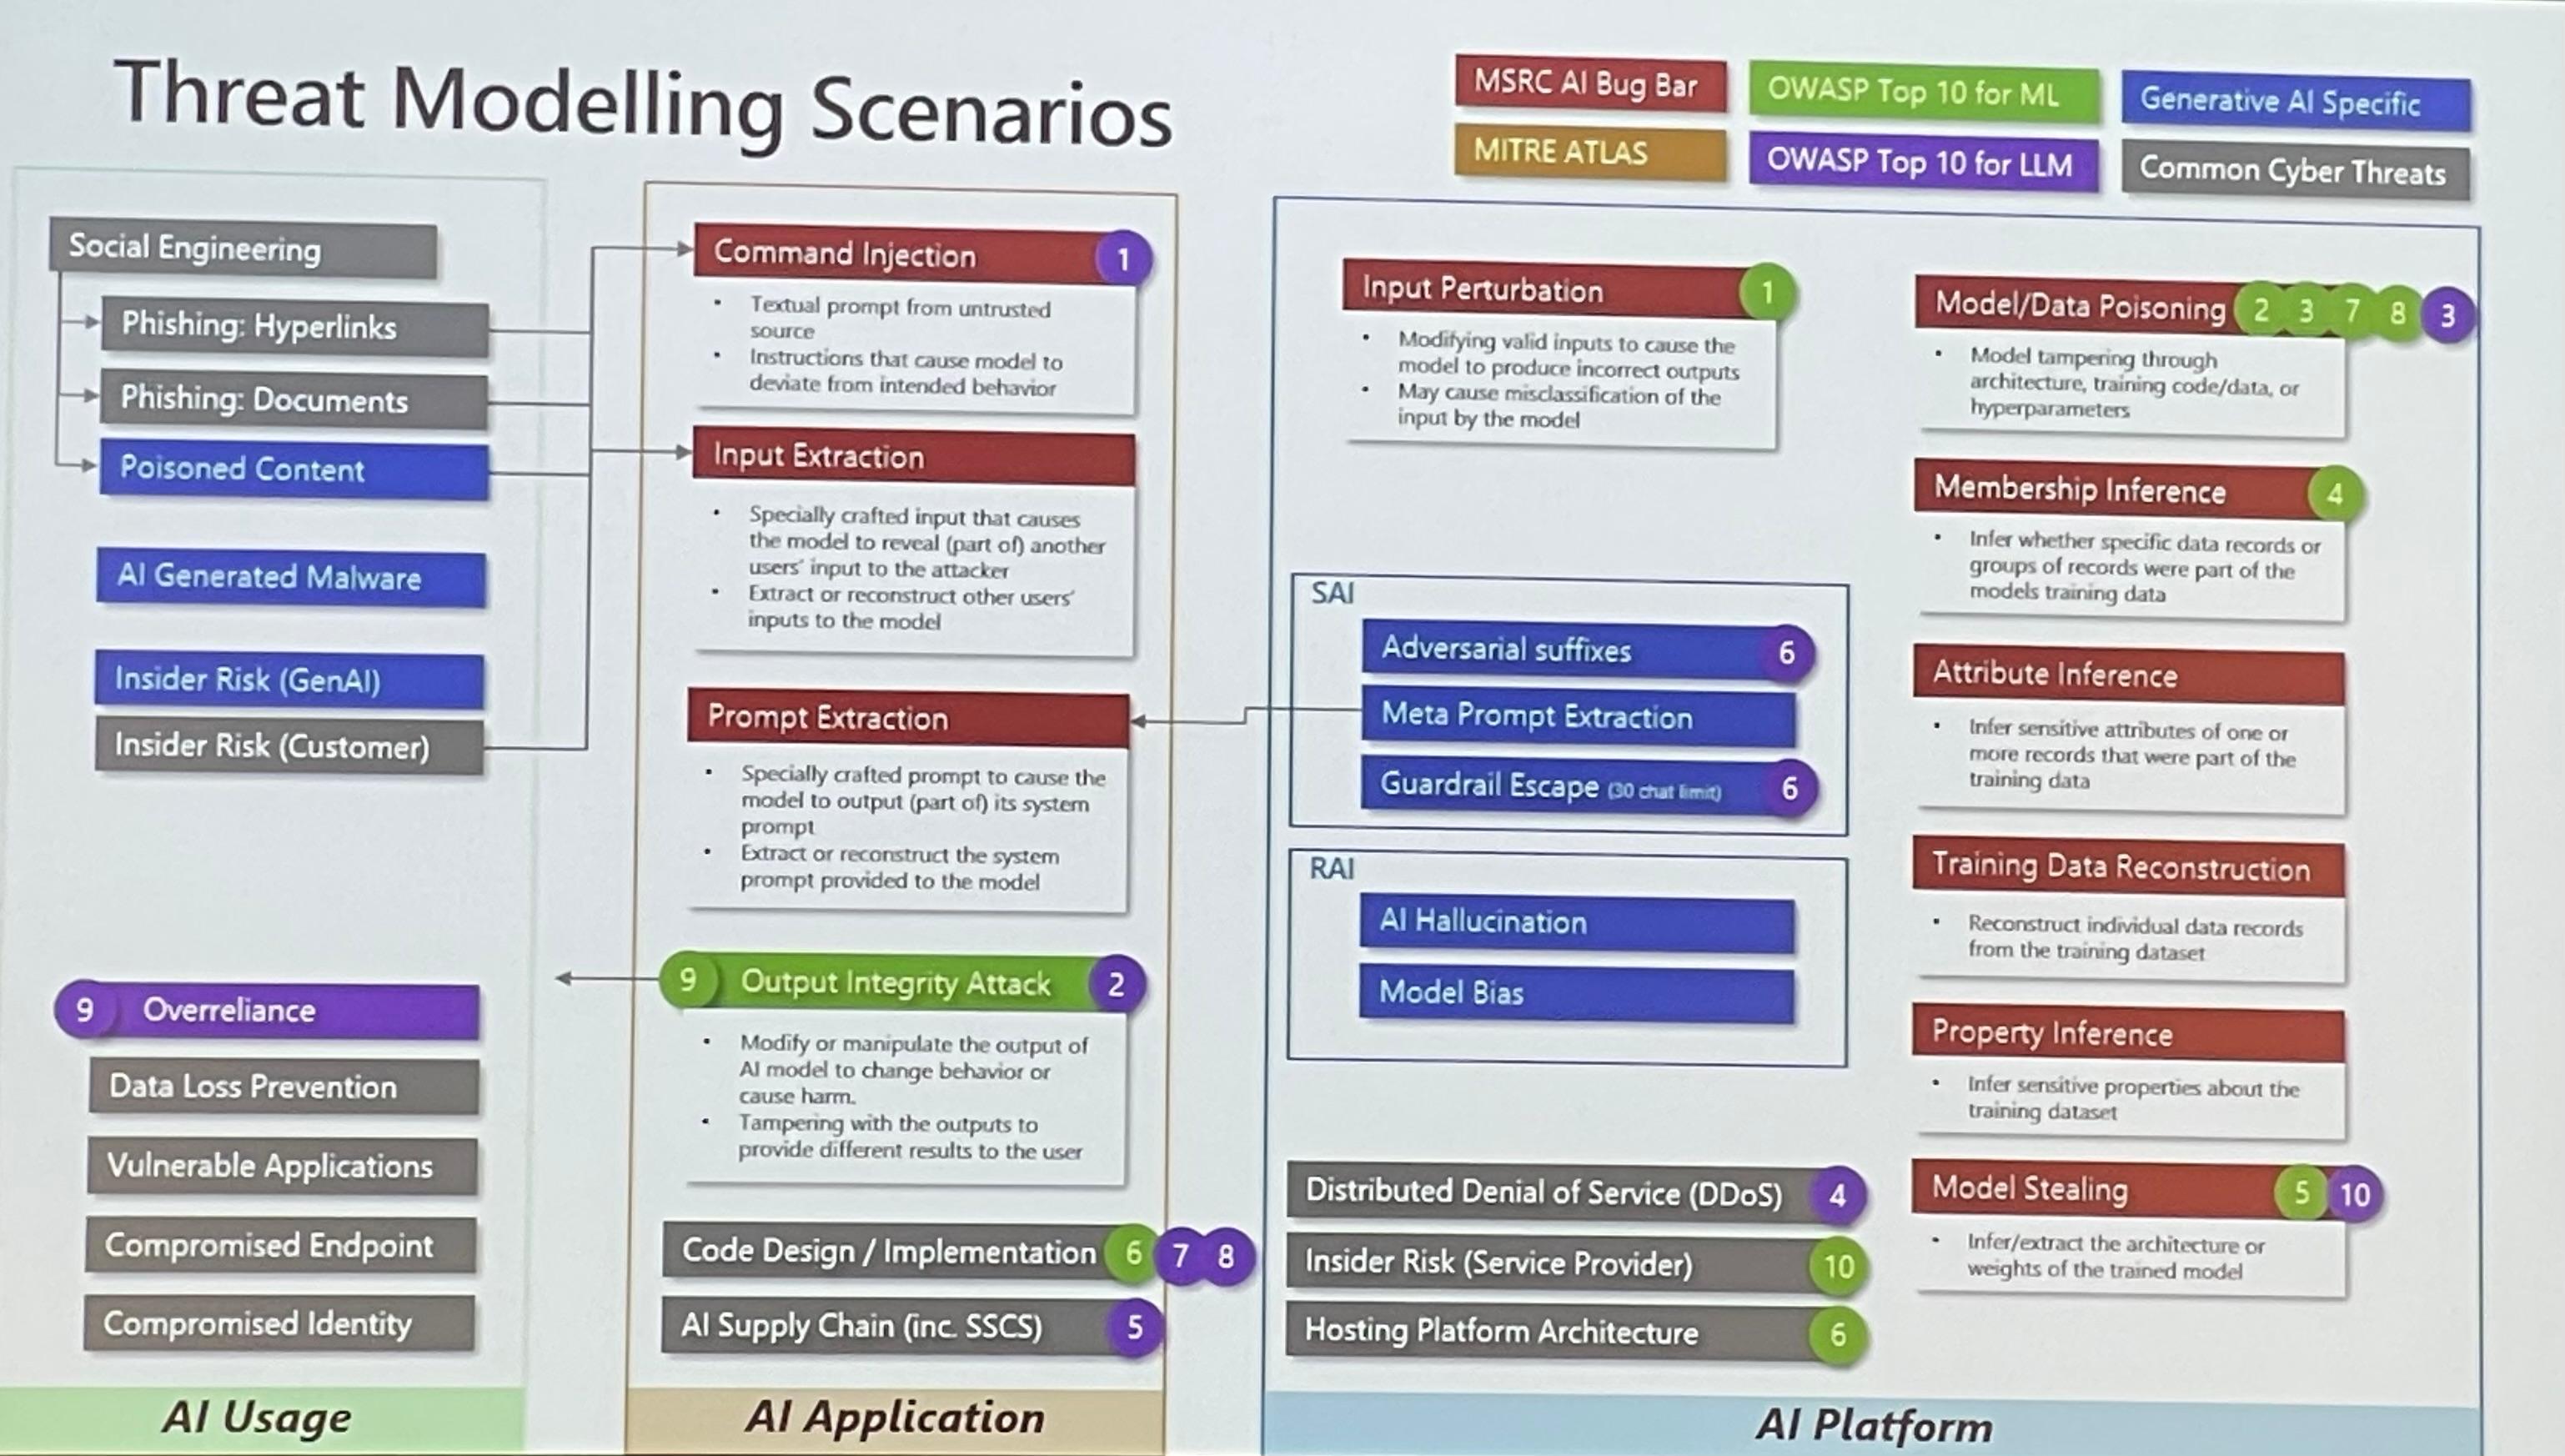 Threat Modelling Scenarios
MSRC AI Bug Bar
OWASP Top 10 for ML
Generative AI Specific
MITRE ATLAS
OWASP Top 10 for LLM
Common Cyber Threats
Social Engineering
Phishing: Hyperlinks
Phishing: Documents
Poisoned Content
AI Generated Malware
Insider Risk (GenAI)
Insider Risk (Customer)
9 Overreliance
Data Loss Prevention
Vulnerable Applications
Compromised Endpoint
Compromised Identity
AI Usage
Command Injection 1
• Textual prompt from untrusted
source
• Instructions that cause model to
deviate from intended behavior
Input Extraction
• Specially crafted input that causes
the model to reveal (part of) another
users' input to the attacker
• Extract or reconstruct other users'
inputs to the model
Prompt Extraction
• Specially crafted prompt to cause the
model to output (part of) its system
prompt
• Extract or reconstruct the system
prompt provided to the model
9 Output Integrity Attack 2
• Modify or manipulate the output of
AI model to change behavior or
cause harm.
• Tampering with the outputs to
provide different results to the user
Code Design / Implementation 6 7 8
AI Supply Chain (inc. SSCS) 5
AI Application
Input Perturbation 1
• Modifying valid inputs to cause the
model to produce incorrect outputs
• May cause misclassification of the
input by the model
SAI
Adversarial suffixes 6
Meta Prompt Extraction
Guardrail Escape (30 chat limit) 6
RAI
AI Hallucination
Model Bias
Distributed Denial of Service (DDoS) 4
Insider Risk (Service Provider) 10
Hosting Platform Architecture 6
Model/Data Poisoning 2 3 7 8 3
• Model tampering through
architecture, training code/data, or
hyperparameters
Membership Inference 4
• Infer whether specific data records or
groups of records were part of the
models training data
Attribute Inference
• Infer sensitive attributes of one or
more records that were part of the
training data
Training Data Reconstruction
• Reconstruct individual data records
from the training dataset
Property Inference
• Infer sensitive properties about the
training dataset
Model Stealing 5 10
• Infer/extract the architecture or
weights of the trained model
AI Platform